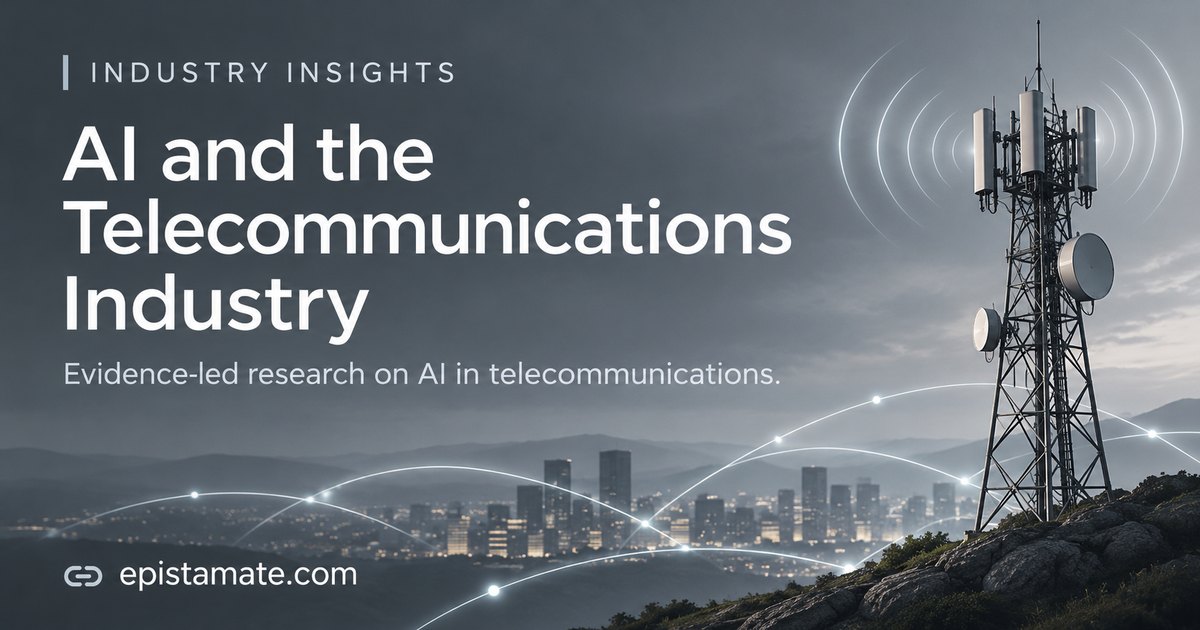 INDUSTRY INSIGHTS
AI and the
Telecommunications
Industry
Evidence-led research on AI in telecommunications.
epistamate.com